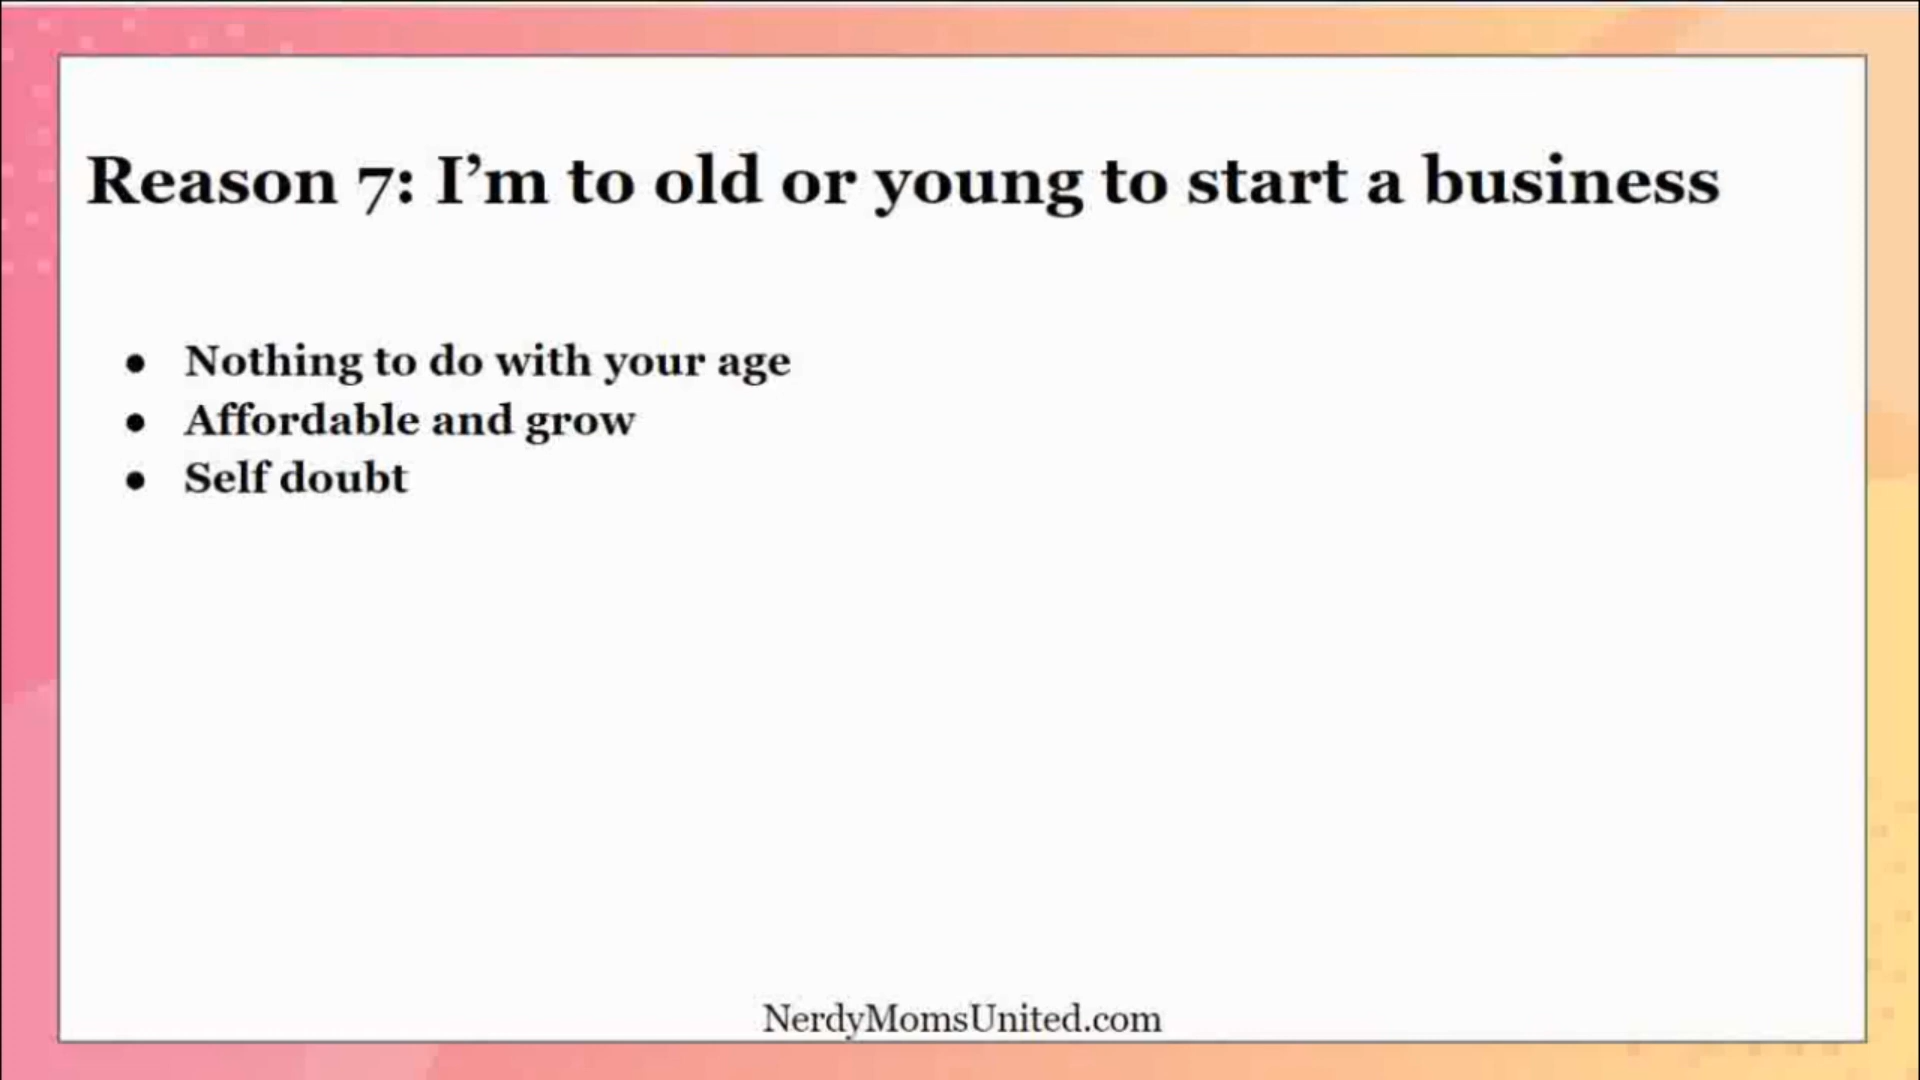 Reason 7: I’m to old or young to start a business
● Nothing to do with your age
● Affordable and grow
● Self doubt
NerdyMomsUnited.com